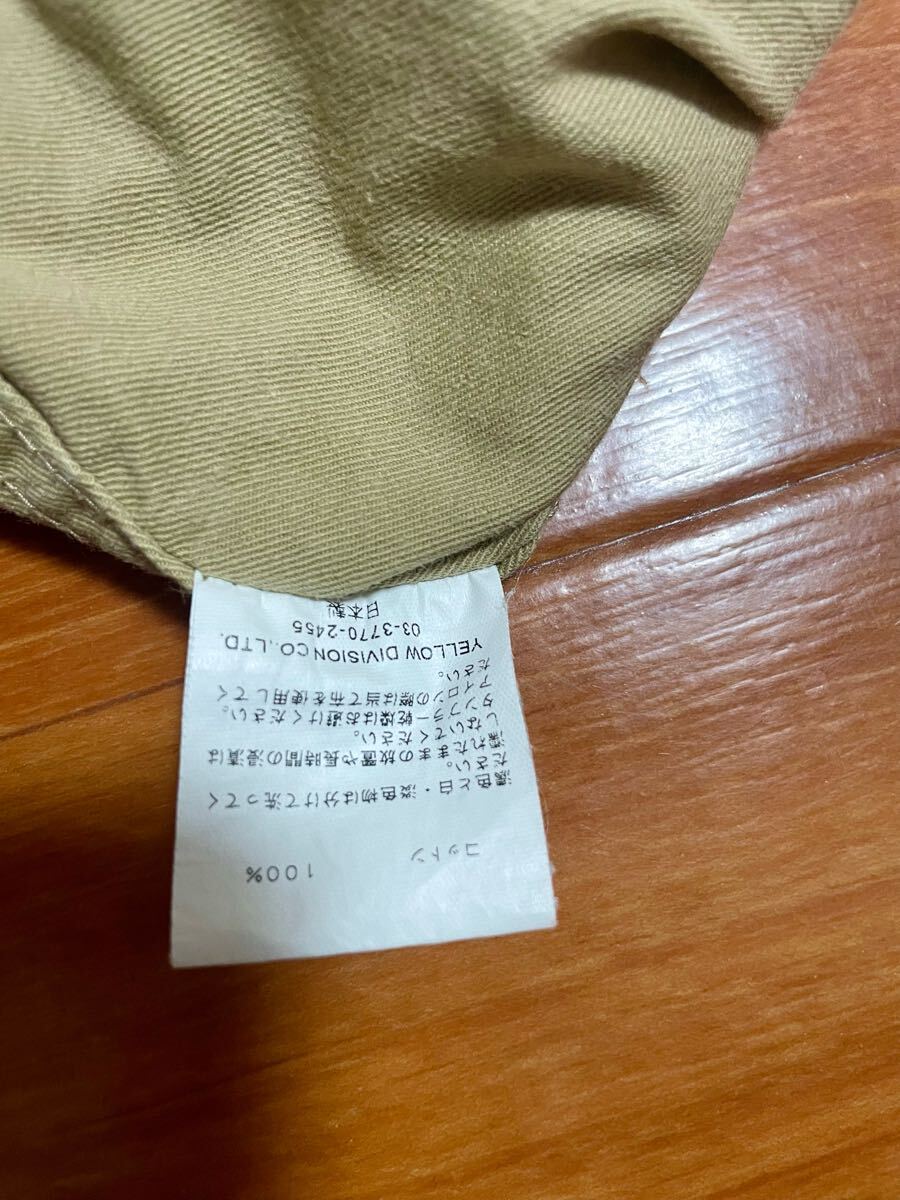 コットン 100%
濃色と白・淡色物は分けて洗ってく
ださい。
濡れたままの放置や長時間の浸漬は
しないでください。
タンブラー乾燥はお避けください。
アイロンの際は当て布を使用してく
ださい。
YELLOW DIVISION CO.,LTD.
03-3770-2455
日本製